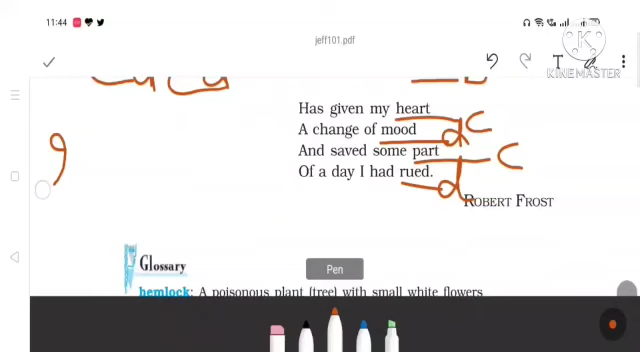 11:44
jeff101.pdf
T
K
KINEMASTER
Has given my heart
c
A change of mood
d
And saved some part
c
Of a day I had rued.
d
ROBERT FROST
9
Glossary
Pen
hemlock: A poisonous plant (tree) with small white flowers